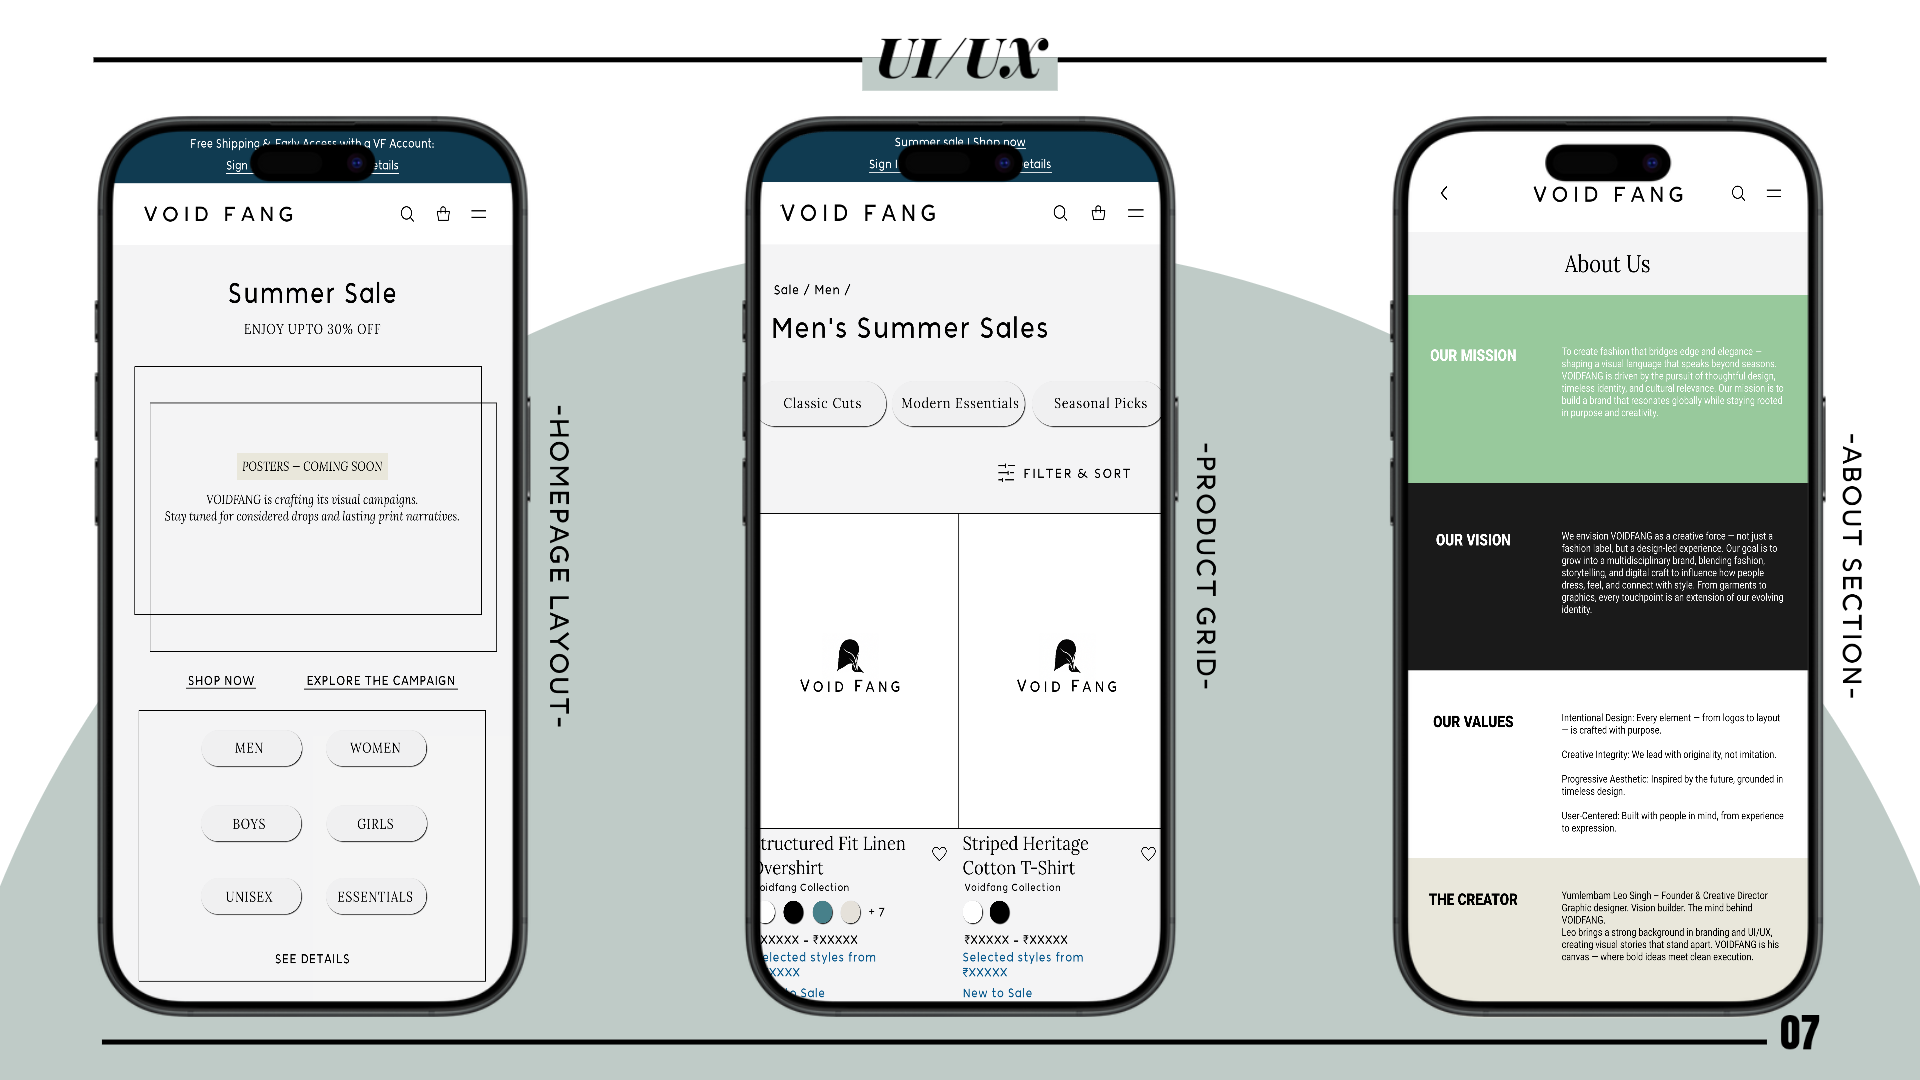 UI/UX
Free Shipping & Early Access with a VF Account:
Sign etails
VOID FANG
Summer Sale
ENJOY UPTO 30% OFF
POSTERS — COMING SOON
VOIDFANG is crafting its visual campaigns.
Stay tuned for considered drops and lasting print narratives.
SHOP NOW EXPLORE THE CAMPAIGN
MEN WOMEN
BOYS GIRLS
UNISEX ESSENTIALS
SEE DETAILS
-HOMEPAGE LAYOUT-
Summer sale | Shop now
Sign I etails
VOID FANG
Sale / Men /
Men's Summer Sales
Classic Cuts Modern Essentials Seasonal Picks
FILTER & SORT
VOID FANG VOID FANG
tructured Fit Linen
Overshirt
oidfang Collection
+ 7
XXXXX - ₹XXXXX
elected styles from
XXXX
to Sale
Striped Heritage
Cotton T-Shirt
Voidfang Collection
₹XXXXX - ₹XXXXX
Selected styles from
₹XXXXX
New to Sale
-PRODUCT GRID-
VOID FANG
About Us
OUR MISSION
To create fashion that bridges edge and elegance —
shaping a visual language that speaks beyond seasons.
VOIDFANG is driven by the pursuit of thoughtful design,
timeless identity, and cultural relevance. Our mission is to
build a brand that resonates globally while staying rooted
in purpose and creativity.
OUR VISION
We envision VOIDFANG as a creative force — not just a
fashion label, but a design-led experience. Our goal is to
grow into a multidisciplinary brand, blending fashion,
storytelling, and digital craft to influence how people
dress, feel, and connect with style. From garments to
graphics, every touchpoint is an extension of our evolving
identity.
OUR VALUES
Intentional Design: Every element — from logos to layout
— is crafted with purpose.
Creative Integrity: We lead with originality, not imitation.
Progressive Aesthetic: Inspired by the future, grounded in
timeless design.
User-Centered: Built with people in mind, from experience
to expression.
THE CREATOR
Yumlembam Leo Singh – Founder & Creative Director
Graphic designer. Vision builder. The mind behind
VOIDFANG.
Leo brings a strong background in branding and UI/UX,
creating visual stories that stand apart. VOIDFANG is his
canvas — where bold ideas meet clean execution.
-ABOUT SECTION-
07